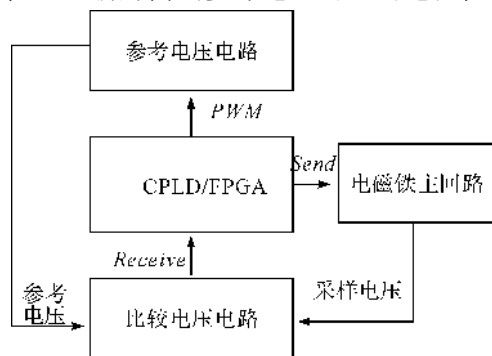 参考电压电路
PWM
Send
CPLD/FPGA
电磁铁主回路
Receive
参考
电压
采样电压
比较电压电路